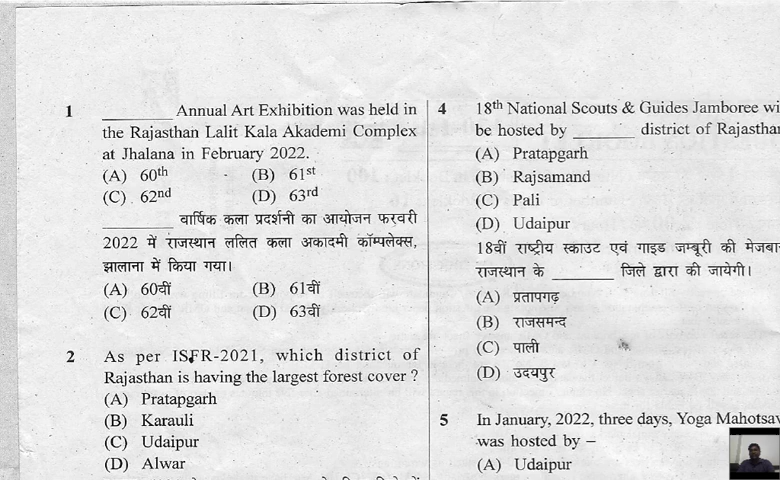 1 ________ Annual Art Exhibition was held in
the Rajasthan Lalit Kala Akademi Complex
at Jhalana in February 2022.
(A) 60th (B) 61st
(C) 62nd (D) 63rd
________ वार्षिक कला प्रदर्शनी का आयोजन फरवरी
2022 में राजस्थान ललित कला अकादमी कॉम्पलेक्स,
झालाना में किया गया।
(A) 60वीं (B) 61वीं
(C) 62वीं (D) 63वीं
2 As per ISFR-2021, which district of
Rajasthan is having the largest forest cover ?
(A) Pratapgarh
(B) Karauli
(C) Udaipur
(D) Alwar
4 18th National Scouts & Guides Jamboree wi
be hosted by _______ district of Rajasthan
(A) Pratapgarh
(B) Rajsamand
(C) Pali
(D) Udaipur
18वीं राष्ट्रीय स्काउट एवं गाइड जम्बूरी की मेजबा
राजस्थान के _______ जिले द्वारा की जायेगी।
(A) प्रतापगढ़
(B) राजसमन्द
(C) पाली
(D) उदयपुर
5 In January, 2022, three days, Yoga Mahotsav
was hosted by –
(A) Udaipur